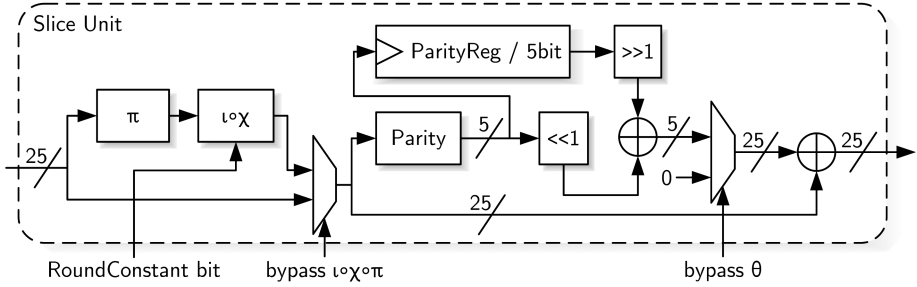 Slice Unit
ParityReg / 5bit
>>1
π
ι∘χ
Parity
5
<<1
5
25
25
25
0
25
RoundConstant bit
bypass ι∘χ∘π
bypass θ